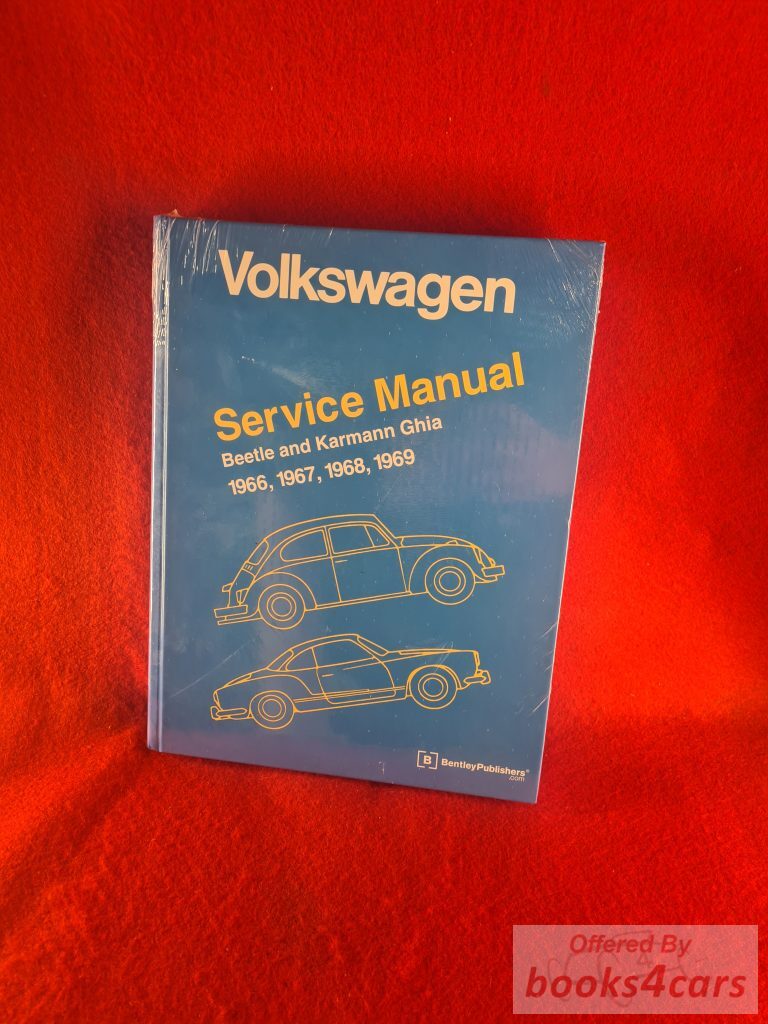 Volkswagen
Service Manual
Beetle and Karmann Ghia
1966, 1967, 1968, 1969
B BentleyPublishers®
.com
Offered By
books4cars